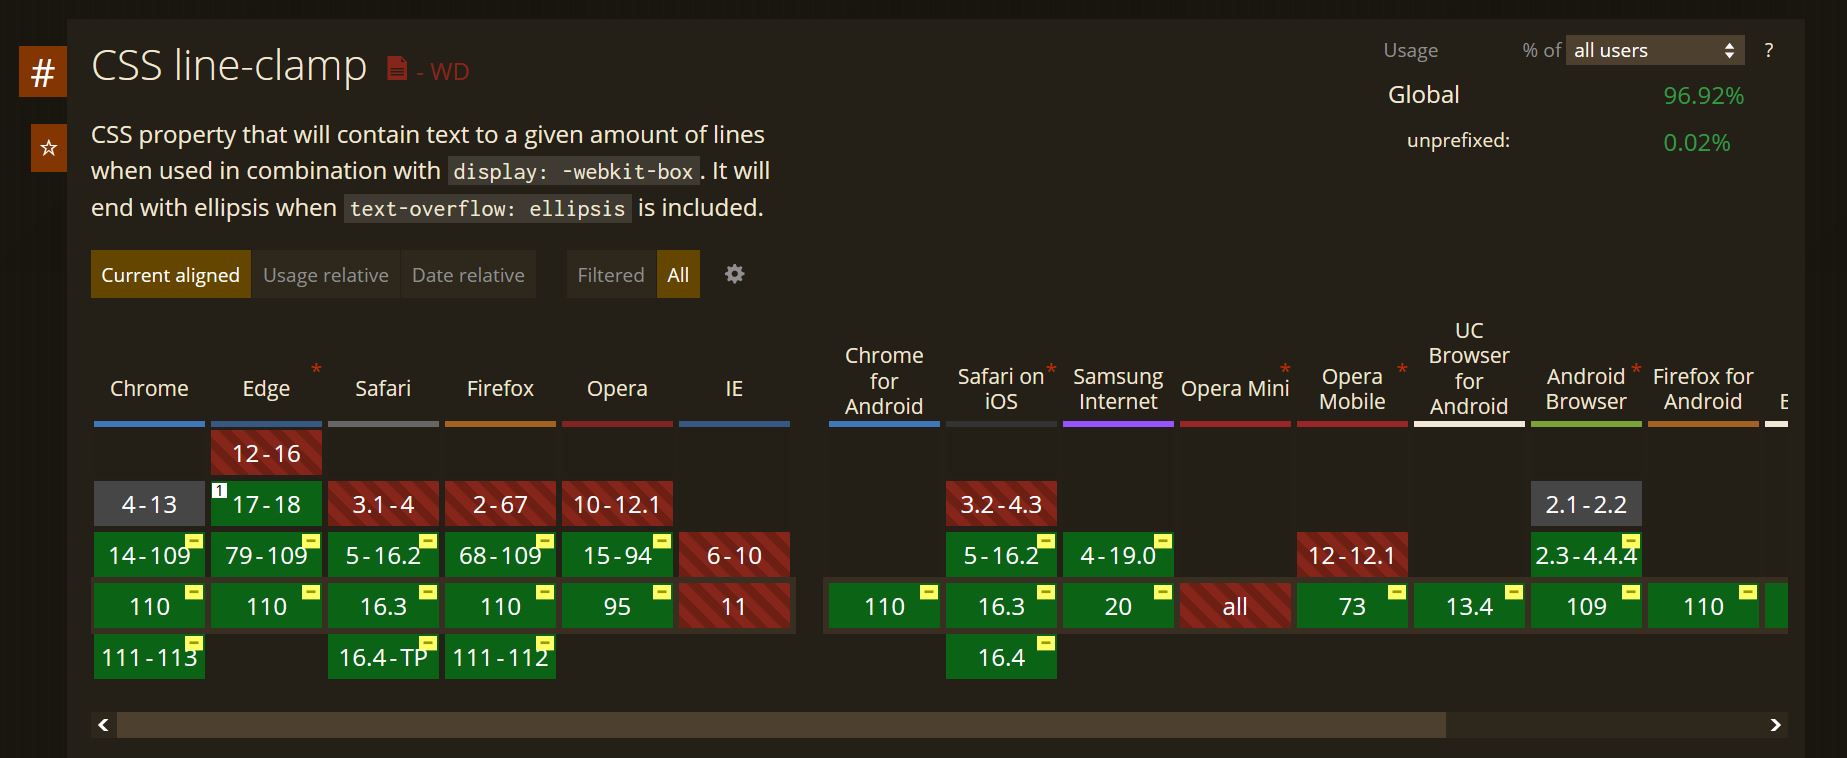 #
CSS line-clamp - WD
☆
CSS property that will contain text to a given amount of lines
when used in combination with display: -webkit-box. It will
end with ellipsis when text-overflow: ellipsis is included.
Usage % of all users ?
Global 96.92%
unprefixed: 0.02%
Current aligned Usage relative Date relative Filtered All
Chrome
Edge *
Safari
Firefox
Opera
IE
Chrome
for
Android
Safari on *
iOS
Samsung
Internet
Opera Mini *
Opera *
Mobile
UC
Browser
for
Android
Android *
Browser
Firefox for
Android
12-16
4-13 1 17-18 3.1-4 2-67 10-12.1 3.2-4.3 2.1-2.2
14-109 79-109 5-16.2 68-109 15-94 6-10 5-16.2 4-19.0 12-12.1 2.3-4.4.4
110 110 16.3 110 95 11 110 16.3 20 all 73 13.4 109 110
111-113 16.4-TP 111-112 16.4